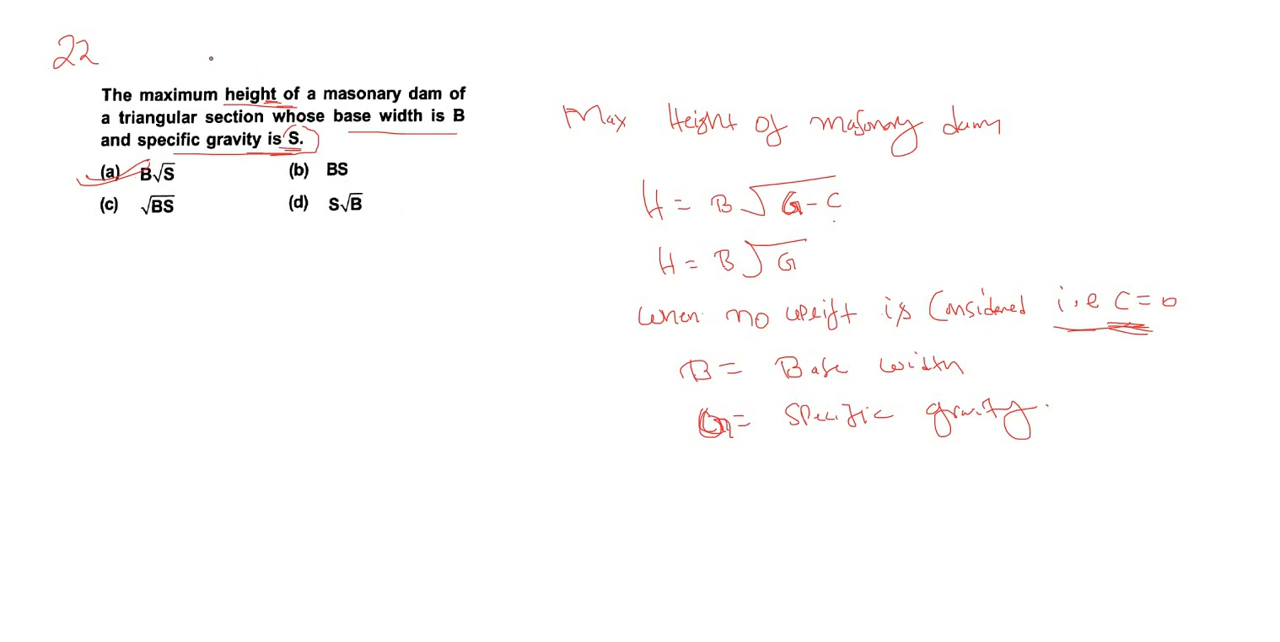 22
The maximum height of a masonary dam of
a triangular section whose base width is B
and specific gravity is S.
(a) B√S (b) BS
(c) √BS (d) S√B
Max Height of masonary dam
H = B√G-C
H = B√G
when no uplift is Considered i.e C=0
B = Base width
G = specific gravity.